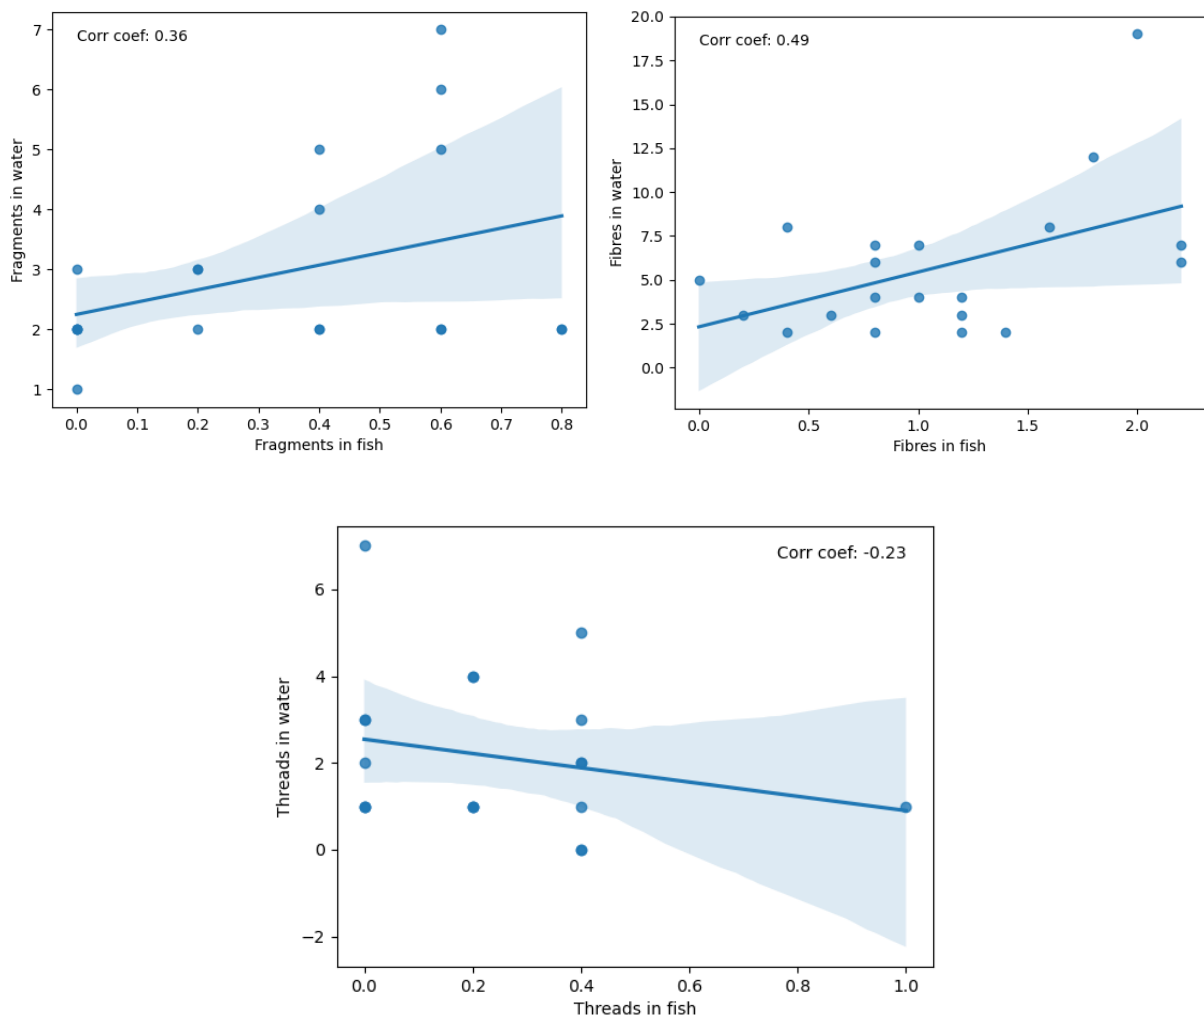 Corr coef: 0.36
Fragments in water
7
6
5
4
3
2
1
0.0 0.1 0.2 0.3 0.4 0.5 0.6 0.7 0.8
Fragments in fish
Corr coef: 0.49
Fibres in water
20.0
17.5
15.0
12.5
10.0
7.5
5.0
2.5
0.0
0.0 0.5 1.0 1.5 2.0
Fibres in fish
Corr coef: -0.23
Threads in water
6
4
2
0
−2
0.0 0.2 0.4 0.6 0.8 1.0
Threads in fish